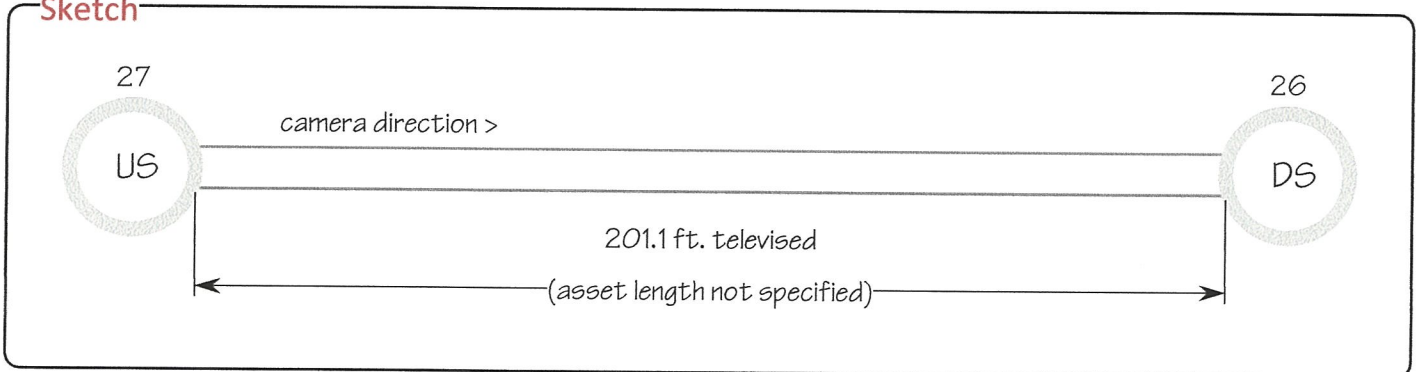 Sketch
27
26
camera direction >
US
DS
201.1 ft. televised
(asset length not specified)